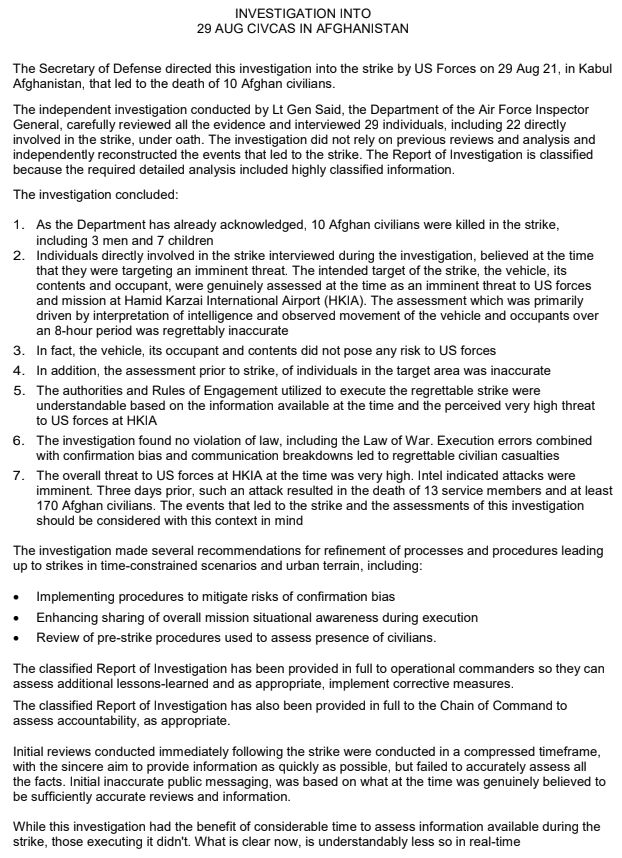 INVESTIGATION INTO
29 AUG CIVCAS IN AFGHANISTAN
The Secretary of Defense directed this investigation into the strike by US Forces on 29 Aug 21, in Kabul
Afghanistan, that led to the death of 10 Afghan civilians.
The independent investigation conducted by Lt Gen Said, the Department of the Air Force Inspector
General, carefully reviewed all the evidence and interviewed 29 individuals, including 22 directly
involved in the strike, under oath. The investigation did not rely on previous reviews and analysis and
independently reconstructed the events that led to the strike. The Report of Investigation is classified
because the required detailed analysis included highly classified information.
The investigation concluded:
1. As the Department has already acknowledged, 10 Afghan civilians were killed in the strike,
including 3 men and 7 children
2. Individuals directly involved in the strike interviewed during the investigation, believed at the time
that they were targeting an imminent threat. The intended target of the strike, the vehicle, its
contents and occupant, were genuinely assessed at the time as an imminent threat to US forces
and mission at Hamid Karzai International Airport (HKIA). The assessment which was primarily
driven by interpretation of intelligence and observed movement of the vehicle and occupants over
an 8-hour period was regrettably inaccurate
3. In fact, the vehicle, its occupant and contents did not pose any risk to US forces
4. In addition, the assessment prior to strike, of individuals in the target area was inaccurate
5. The authorities and Rules of Engagement utilized to execute the regrettable strike were
understandable based on the information available at the time and the perceived very high threat
to US forces at HKIA
6. The investigation found no violation of law, including the Law of War. Execution errors combined
with confirmation bias and communication breakdowns led to regrettable civilian casualties
7. The overall threat to US forces at HKIA at the time was very high. Intel indicated attacks were
imminent. Three days prior, such an attack resulted in the death of 13 service members and at least
170 Afghan civilians. The events that led to the strike and the assessments of this investigation
should be considered with this context in mind
The investigation made several recommendations for refinement of processes and procedures leading
up to strikes in time-constrained scenarios and urban terrain, including:
• Implementing procedures to mitigate risks of confirmation bias
• Enhancing sharing of overall mission situational awareness during execution
• Review of pre-strike procedures used to assess presence of civilians.
The classified Report of Investigation has been provided in full to operational commanders so they can
assess additional lessons-learned and as appropriate, implement corrective measures.
The classified Report of Investigation has also been provided in full to the Chain of Command to
assess accountability, as appropriate.
Initial reviews conducted immediately following the strike were conducted in a compressed timeframe,
with the sincere aim to provide information as quickly as possible, but failed to accurately assess all
the facts. Initial inaccurate public messaging, was based on what at the time was genuinely believed to
be sufficiently accurate reviews and information.
While this investigation had the benefit of considerable time to assess information available during the
strike, those executing it didn't. What is clear now, is understandably less so in real-time